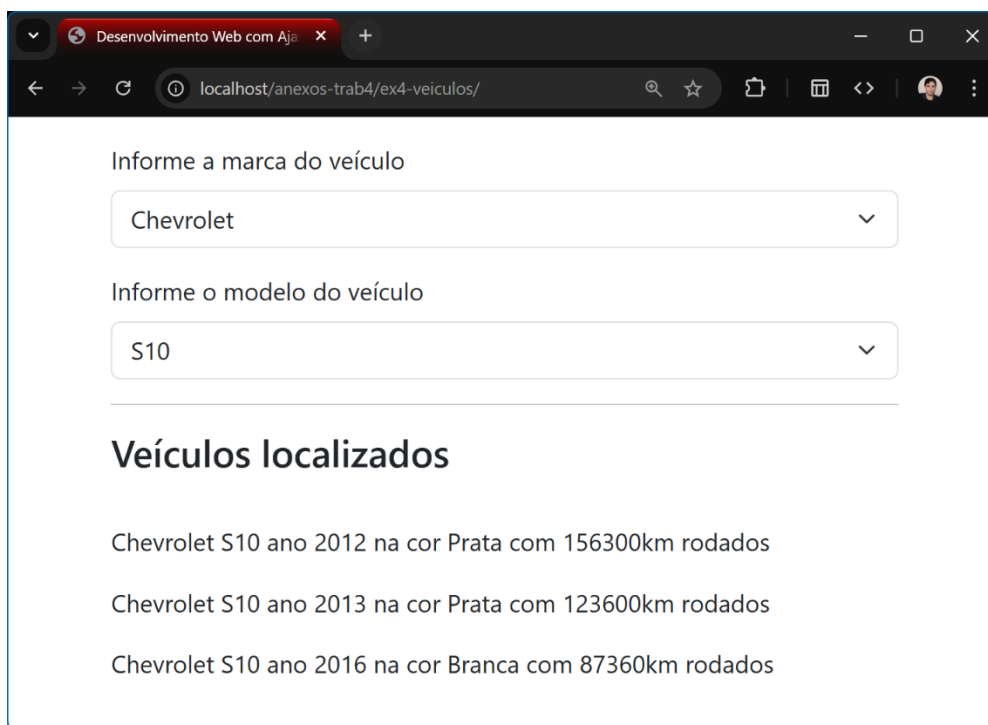 Desenvolvimento Web com Aja
localhost/anexos-trab4/ex4-veiculos/
Informe a marca do veículo
Chevrolet
Informe o modelo do veículo
S10
Veículos localizados
Chevrolet S10 ano 2012 na cor Prata com 156300km rodados
Chevrolet S10 ano 2013 na cor Prata com 123600km rodados
Chevrolet S10 ano 2016 na cor Branca com 87360km rodados